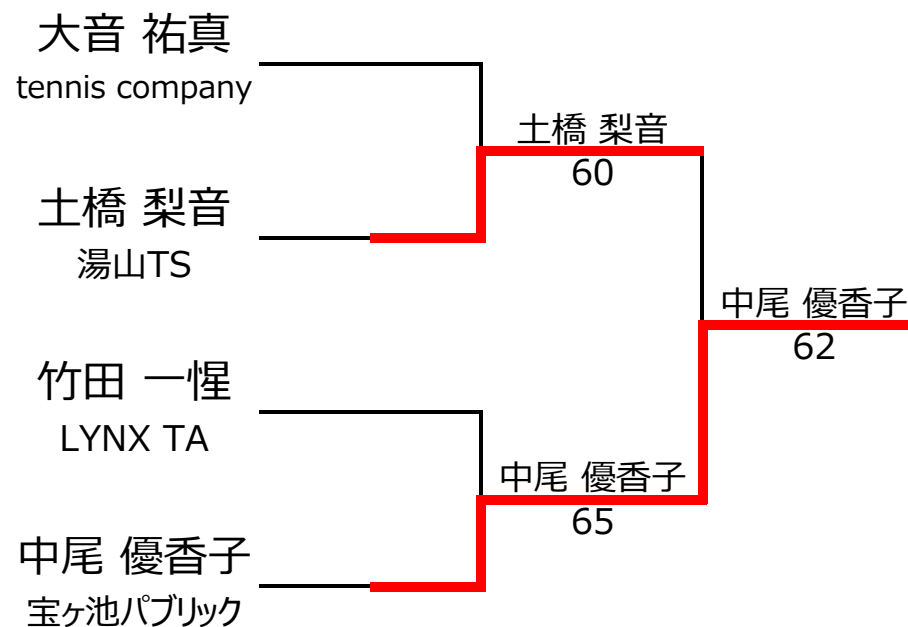 大音 祐真
tennis company
土橋 梨音
60
土橋 梨音
湯山TS
中尾 優香子
62
竹田 一惺
LYNX TA
中尾 優香子
65
中尾 優香子
宝ヶ池パブリック